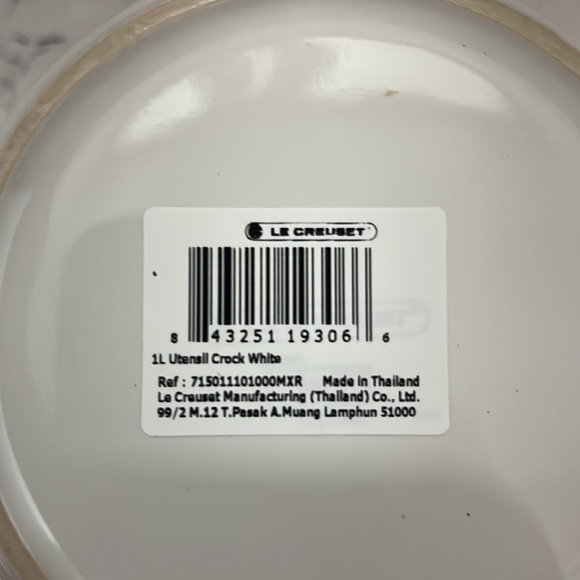 LE CREUSET
8 43251 19306 6
1L Utensil Crock White
Ref : 715011101000MXR Made in Thailand
Le Creuset Manufacturing (Thailand) Co., Ltd.
99/2 M.12 T.Pasak A.Muang Lamphun 51000